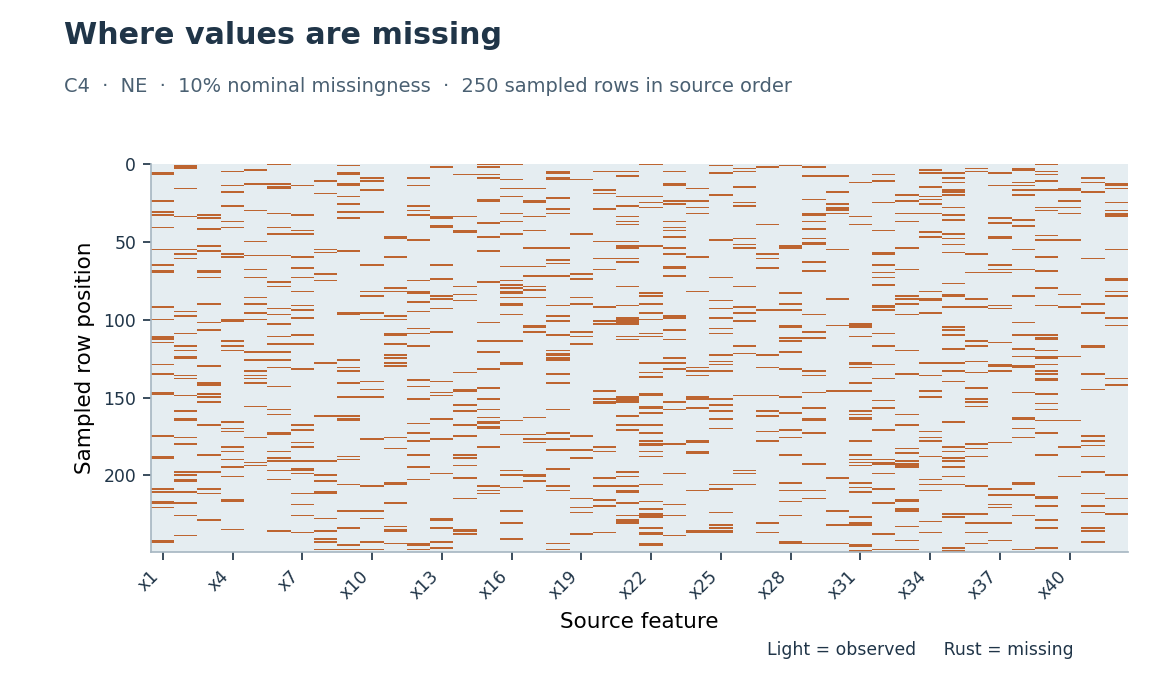 Where values are missing
C4 · NE · 10% nominal missingness · 250 sampled rows in source order
0
50
100
150
200
Sampled row position
x1 x4 x7 x10 x13 x16 x19 x22 x25 x28 x31 x34 x37 x40
Source feature
Light = observed Rust = missing